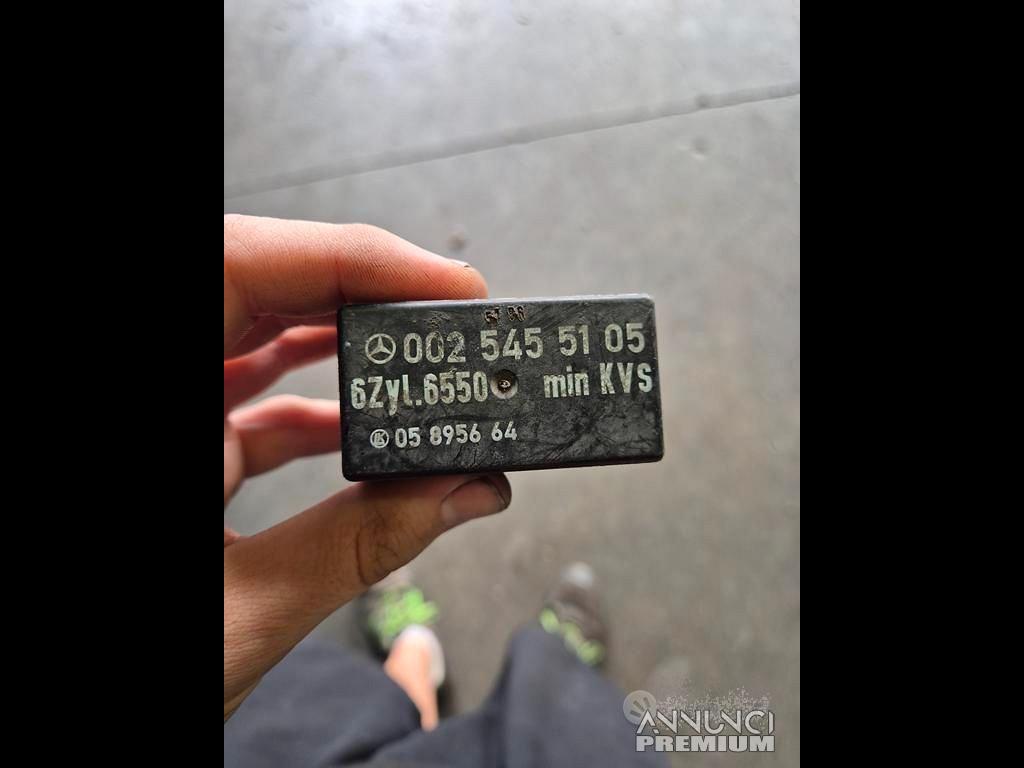 002 545 51 05
6Zyl.6550 min KVS
05 8956 64
ANNUNCI
PREMIUM